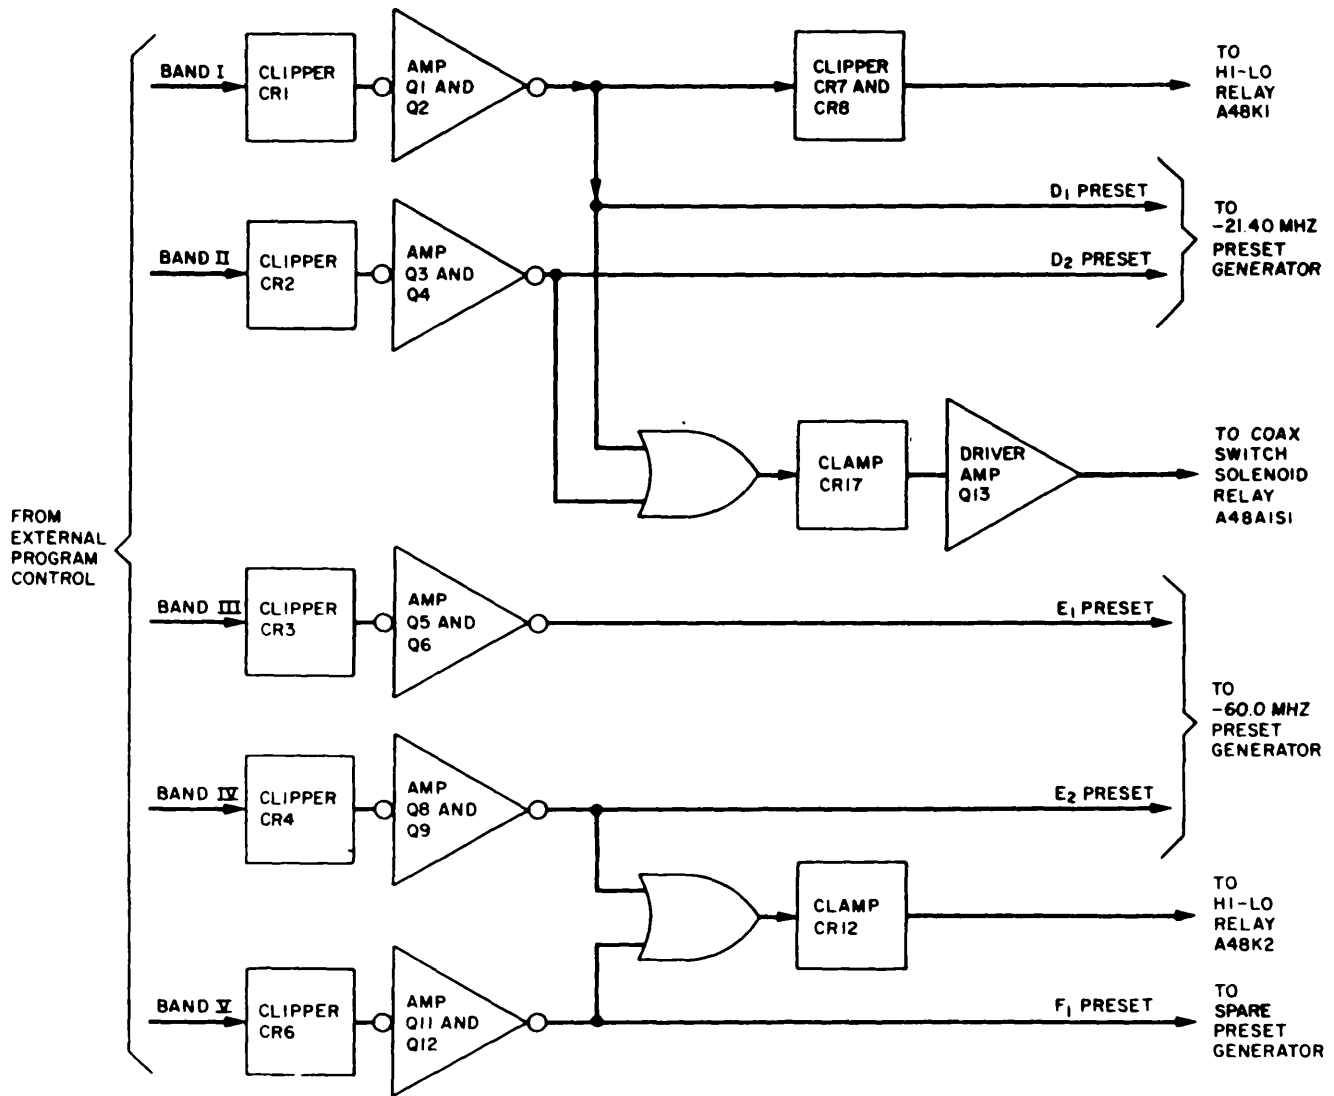 FROM
EXTERNAL
PROGRAM
CONTROL
BAND I
CLIPPER
CR1
AMP
Q1 AND
Q2
CLIPPER
CR7 AND
CR8
TO
HI-LO
RELAY
A48K1
D1 PRESET
BAND II
CLIPPER
CR2
AMP
Q3 AND
Q4
D2 PRESET
TO
-21.40 MHZ
PRESET
GENERATOR
CLAMP
CR17
DRIVER
AMP
Q13
TO COAX
SWITCH
SOLENOID
RELAY
A48A1S1
BAND III
CLIPPER
CR3
AMP
Q5 AND
Q6
E1 PRESET
TO
-60.0 MHZ
PRESET
GENERATOR
BAND IV
CLIPPER
CR4
AMP
Q8 AND
Q9
E2 PRESET
CLAMP
CR12
TO
HI-LO
RELAY
A48K2
BAND V
CLIPPER
CR6
AMP
Q11 AND
Q12
F1 PRESET
TO
SPARE
PRESET
GENERATOR